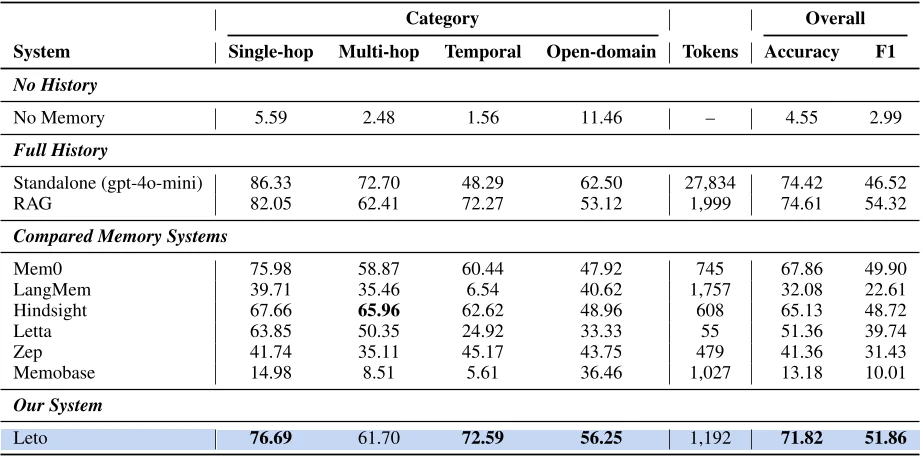 Category Overall
System Single-hop Multi-hop Temporal Open-domain Tokens Accuracy F1
No History
No Memory 5.59 2.48 1.56 11.46 – 4.55 2.99
Full History
Standalone (gpt-4o-mini) 86.33 72.70 48.29 62.50 27,834 74.42 46.52
RAG 82.05 62.41 72.27 53.12 1,999 74.61 54.32
Compared Memory Systems
Mem0 75.98 58.87 60.44 47.92 745 67.86 49.90
LangMem 39.71 35.46 6.54 40.62 1,757 32.08 22.61
Hindsight 67.66 65.96 62.62 48.96 608 65.13 48.72
Letta 63.85 50.35 24.92 33.33 55 51.36 39.74
Zep 41.74 35.11 45.17 43.75 479 41.36 31.43
Memobase 14.98 8.51 5.61 36.46 1,027 13.18 10.01
Our System
Leto 76.69 61.70 72.59 56.25 1,192 71.82 51.86